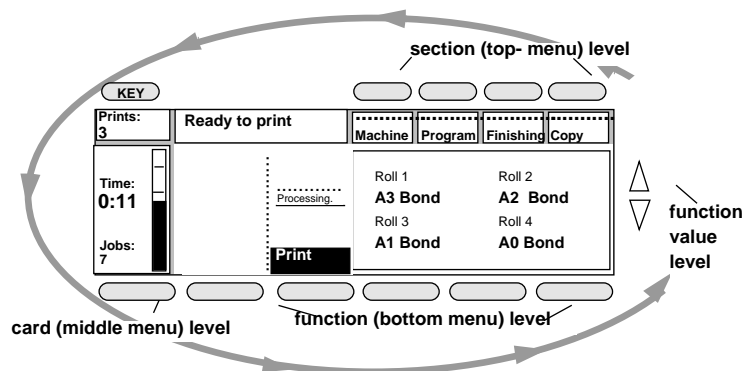 section (top- menu) level
KEY
Prints:
3
Ready to print
Machine Program Finishing Copy
Time:
0:11
Jobs:
7
Processing.
Print
Roll 1 Roll 2
A3 Bond A2 Bond
Roll 3 Roll 4
A1 Bond A0 Bond
function
value
level
card (middle menu) level
function (bottom menu) level